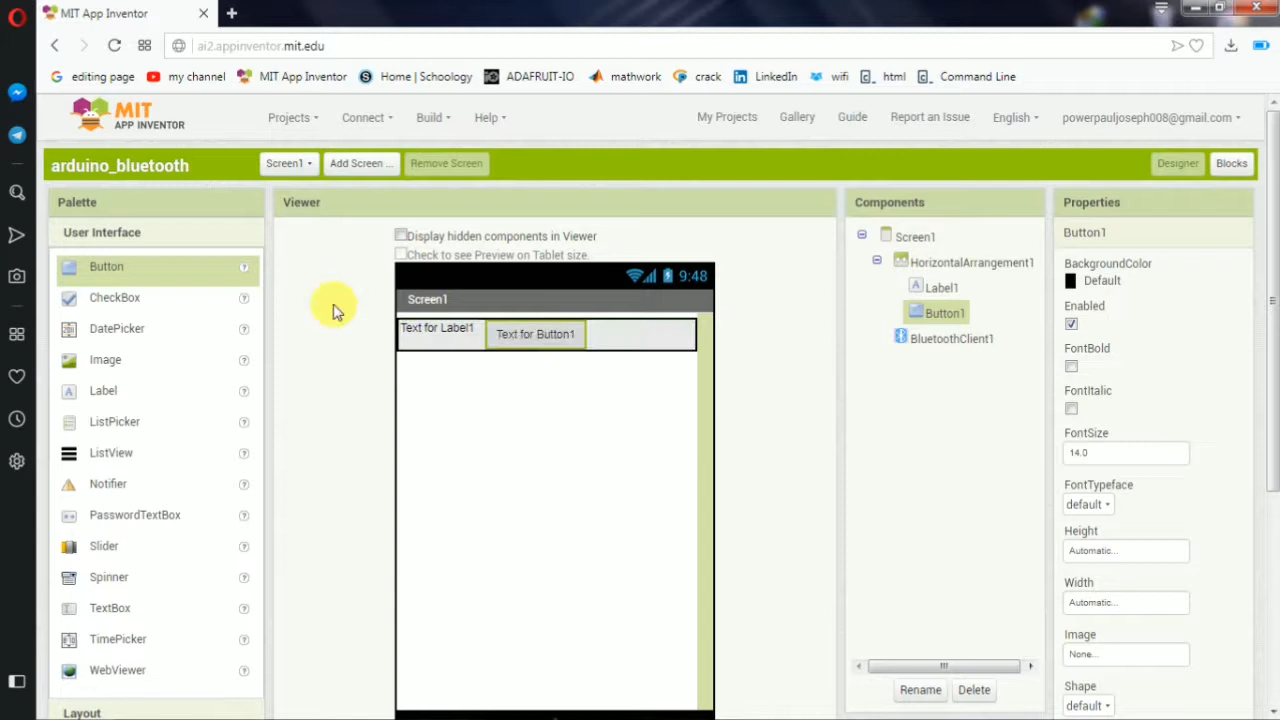 MIT App Inventor
ai2.appinventor.mit.edu
editing page my channel MIT App Inventor Home | Schoology ADAFRUIT-IO mathwork crack LinkedIn wifi html Command Line
MIT
APP INVENTOR
Projects Connect Build Help My Projects Gallery Guide Report an Issue English powerpauljoseph008@gmail.com
arduino_bluetooth Screen1 Add Screen ... Remove Screen Designer Blocks
Palette
User Interface
Button
CheckBox
DatePicker
Image
Label
ListPicker
ListView
Notifier
PasswordTextBox
Slider
Spinner
TextBox
TimePicker
WebViewer
Layout
Viewer
Display hidden components in Viewer
Check to see Preview on Tablet size.
9:48
Screen1
Text for Label1 Text for Button1
Components
Screen1
HorizontalArrangement1
Label1
Button1
BluetoothClient1
Rename Delete
Properties
Button1
BackgroundColor
Default
Enabled
FontBold
FontItalic
FontSize
14.0
FontTypeface
default
Height
Automatic...
Width
Automatic...
Image
None...
Shape
default